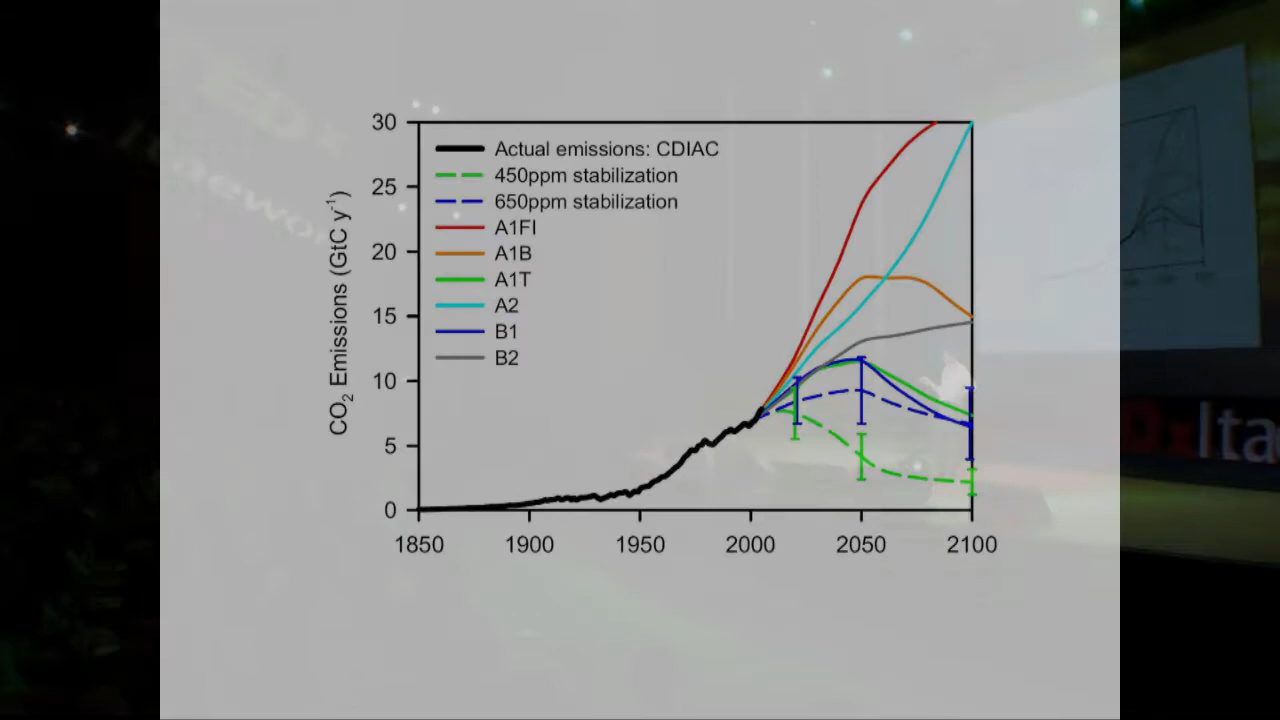 30
25
20
15
10
5
0
CO2 Emissions (GtC y-1)
Actual emissions: CDIAC
450ppm stabilization
650ppm stabilization
A1FI
A1B
A1T
A2
B1
B2
1850 1900 1950 2000 2050 2100